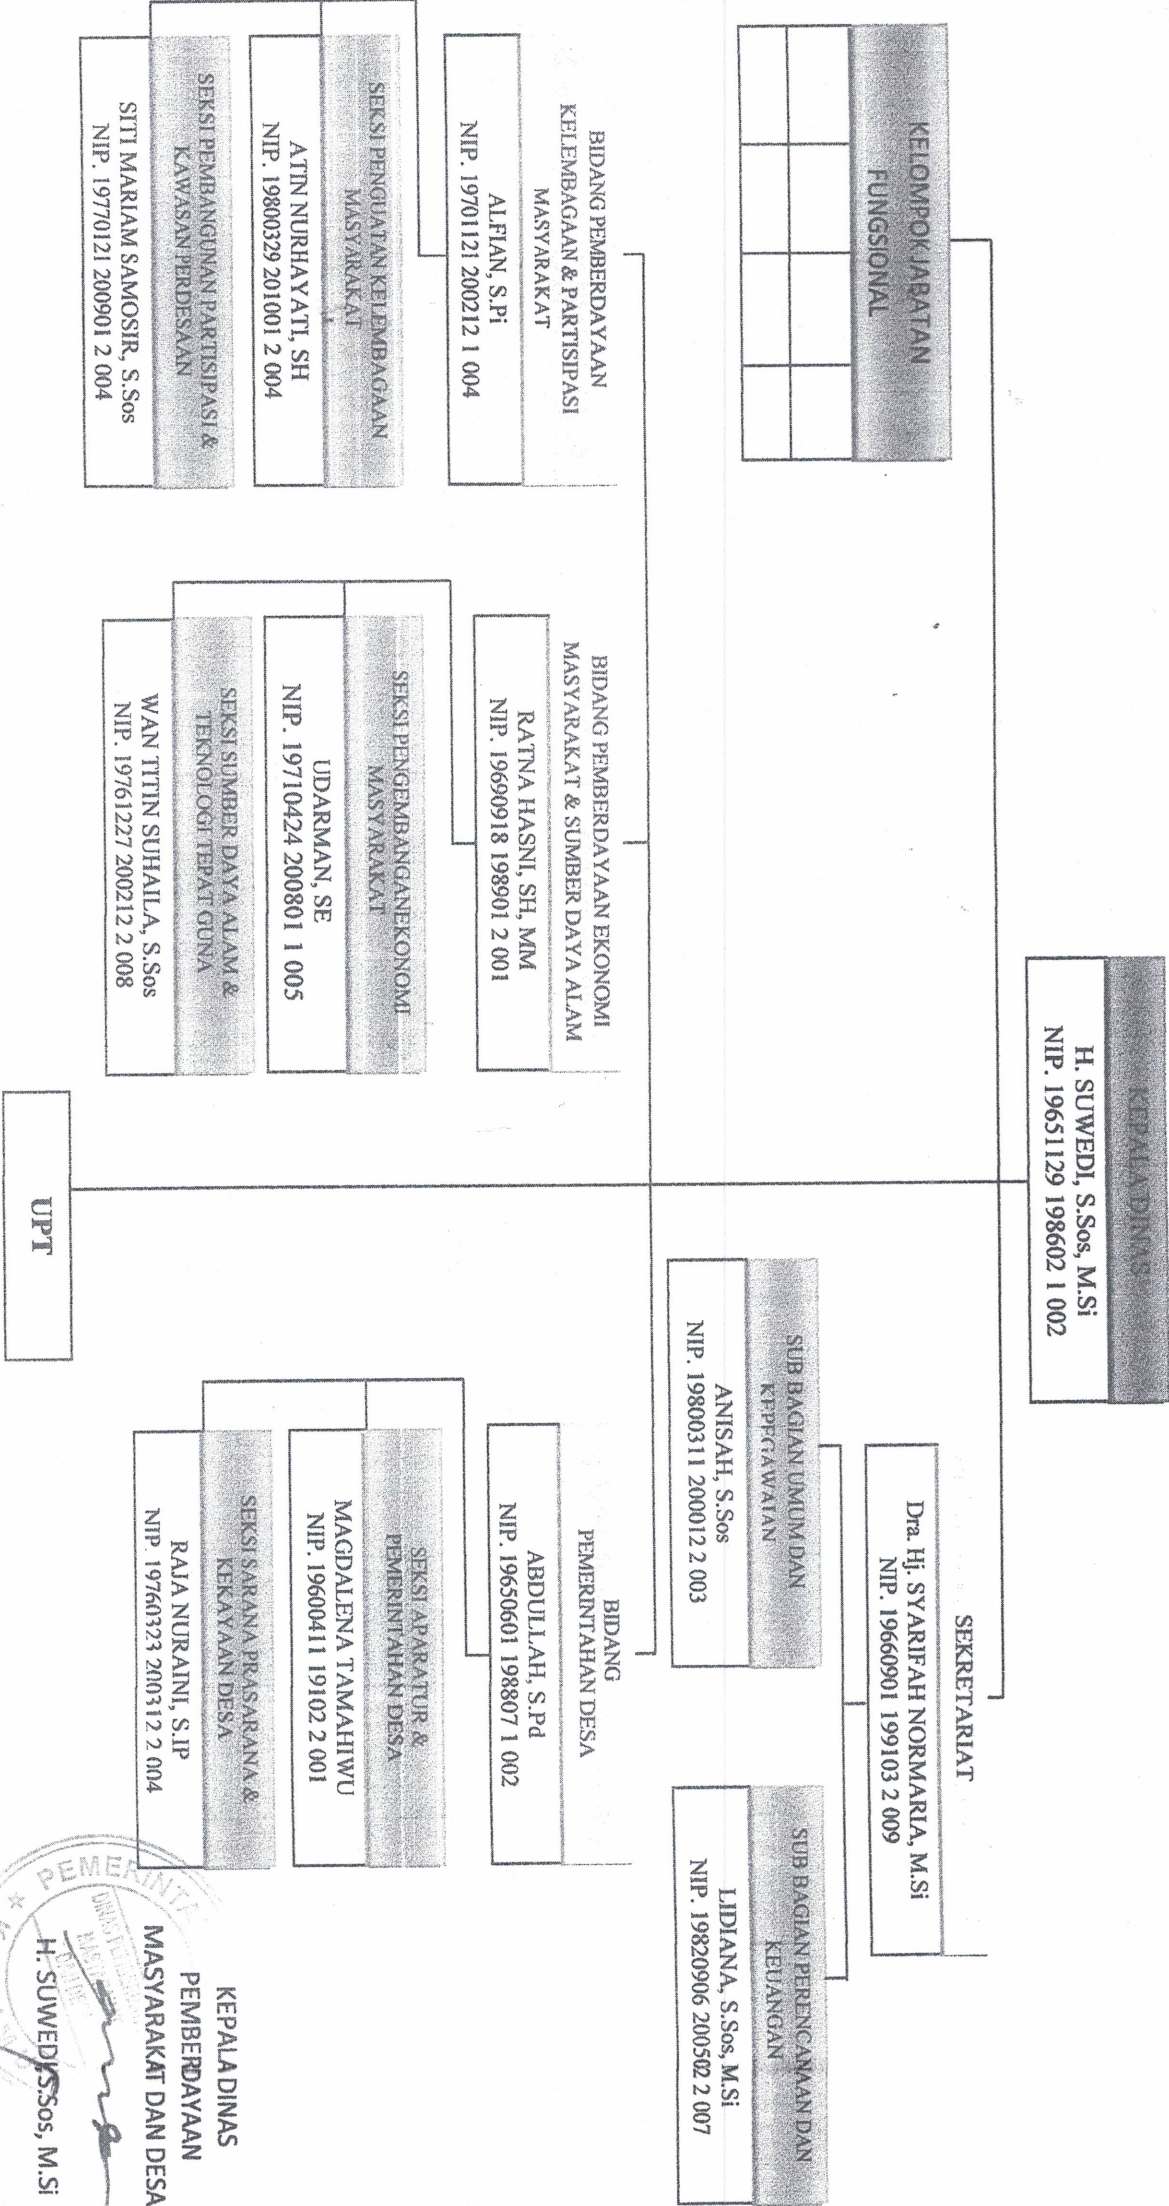 KEPALA DINAS
H. SUWEDI, S.Sos, M.Si
NIP. 19651129 198602 1 002
KELOMPOK JABATAN
FUNGSIONAL
SEKRETARIAT
Dra. Hj. SYARIFAH NORMARIA, M.Si
NIP. 19660901 199103 2 009
SUB BAGIAN UMUM DAN
KEPEGAWAIAN
ANISAH, S.Sos
NIP. 19800311 200012 2 003
SUB BAGIAN PERENCANAAN DAN
KEUANGAN
LIDIANA, S.Sos, M.Si
NIP. 19820906 200502 2 007
BIDANG PEMBERDAYAAN
KELEMBAGAAN & PARTISIPASI
MASYARAKAT
ALFIAN, S.Pi
NIP. 19701121 200212 1 004
SEKSI PENGUATAN KELEMBAGAAN
MASYARAKAT
ATIN NURHAYATI, SH
NIP. 19800329 201001 2 004
SEKSI PEMBANGUNAN PARTISIPASI &
KAWASAN PERDESAAN
SITI MARIAM SAMOSIR, S.Sos
NIP. 19770121 200901 2 004
BIDANG PEMBERDAYAAN EKONOMI
MASYARAKAT & SUMBER DAYA ALAM
RATNA HASNI, SH, MM
NIP. 19690918 198901 2 001
SEKSI PENGEMBANGANEKONOMI
MASYARAKAT
UDARMAN, SE
NIP. 19710424 200801 1 005
SEKSI SUMBER DAYA ALAM &
TEKNOLOGI TEPAT GUNA
WAN TITIN SUHAILA, S.Sos
NIP. 19761227 200212 2 008
BIDANG
PEMERINTAHAN DESA
ABDULLAH, S.Pd
NIP. 19650601 198807 1 002
SEKSI APARATUR &
PEMERINTAHAN DESA
MAGDALENA TAMAHIWU
NIP. 19600411 19102 2 001
SEKSI SARANA PRASARANA &
KEKAYAAN DESA
RAJA NURAINI, S.IP
NIP. 19760323 200312 2 004
UPT
KEPALA DINAS
PEMBERDAYAAN
MASYARAKAT DAN DESA
H. SUWEDI, S.Sos, M.Si